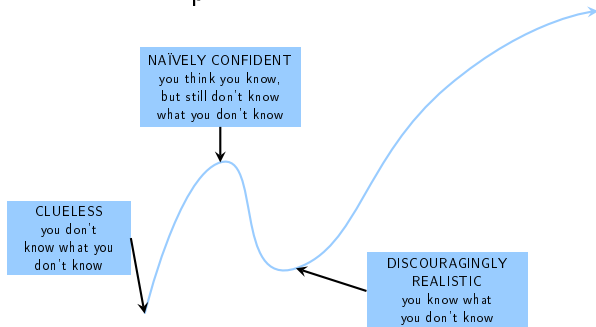 NAÏVELY CONFIDENT
you think you know,
but still don't know
what you don't know
CLUELESS
you don't
know what you
don't know
DISCOURAGINGLY
REALISTIC
you know what
you don't know